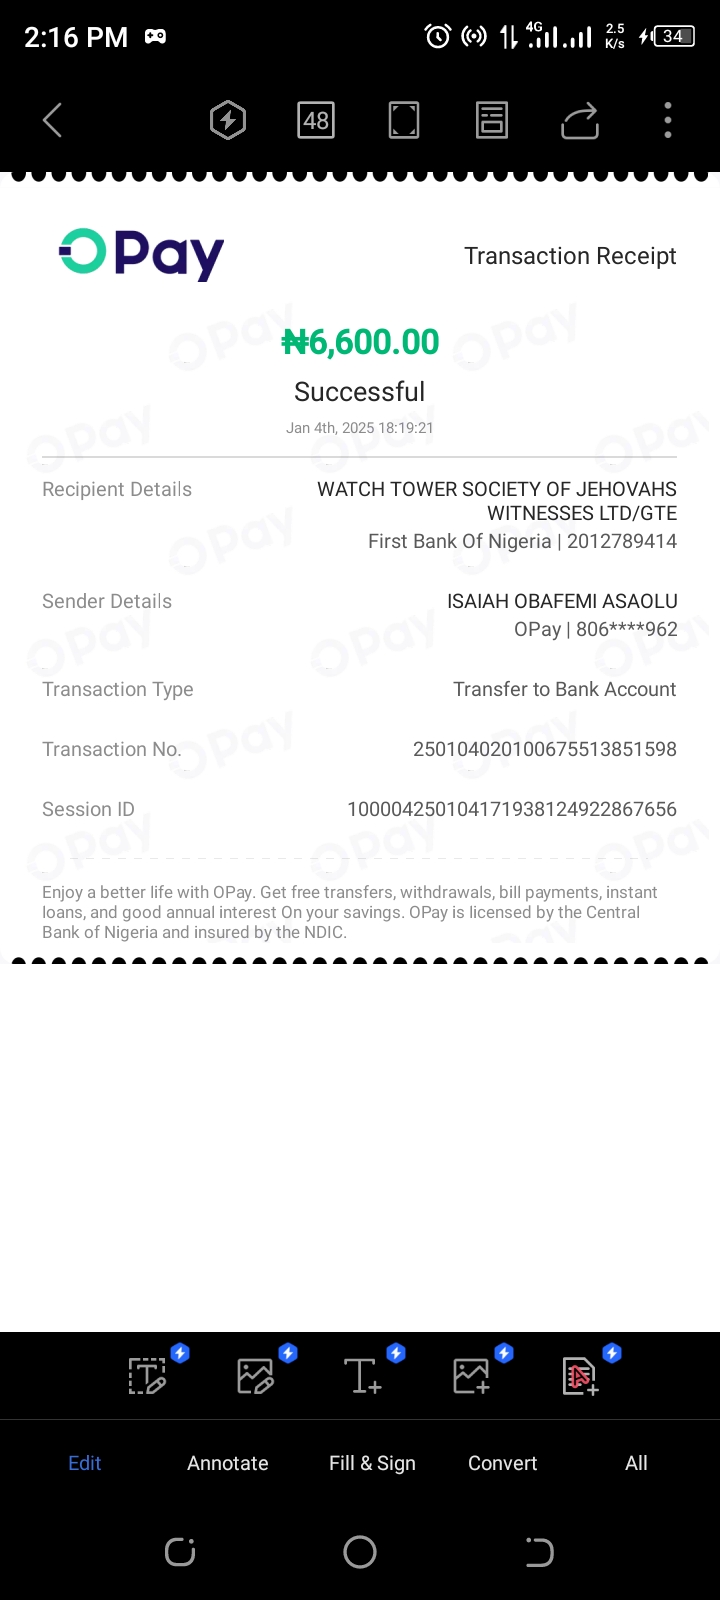 2:16 PM
4G
2.5
K/s
34
48
OPay
Transaction Receipt
₦6,600.00
Successful
Jan 4th, 2025 18:19:21
Recipient Details
WATCH TOWER SOCIETY OF JEHOVAHS
WITNESSES LTD/GTE
First Bank Of Nigeria | 2012789414
Sender Details
ISAIAH OBAFEMI ASAOLU
OPay | 806****962
Transaction Type
Transfer to Bank Account
Transaction No.
250104020100675513851598
Session ID
100004250104171938124922867656
Enjoy a better life with OPay. Get free transfers, withdrawals, bill payments, instant
loans, and good annual interest On your savings. OPay is licensed by the Central
Bank of Nigeria and insured by the NDIC.
Edit
Annotate
Fill & Sign
Convert
All